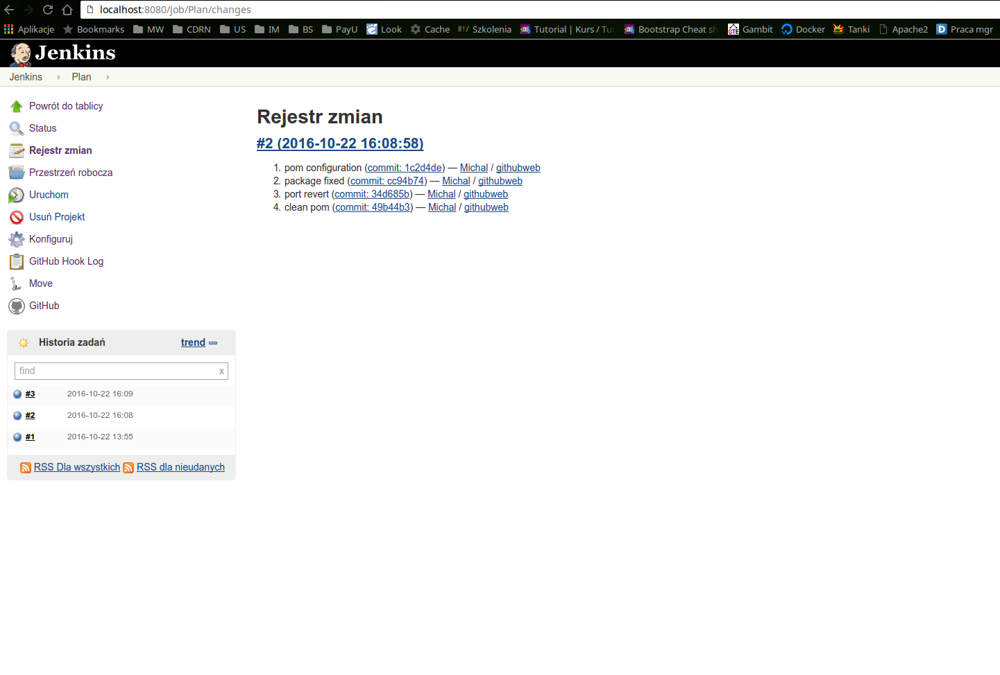 localhost:8080/job/Plan/changes
Aplikacje Bookmarks MW CDRN US IM BS PayU Look Cache Szkolenia Tutorial | Kurs / Tut Bootstrap Cheat sh Gambit Docker Tanki Apache2 Praca mgr
Jenkins
Jenkins Plan
Powrót do tablicy
Status
Rejestr zmian
Przestrzeń robocza
Uruchom
Usuń Projekt
Konfiguruj
GitHub Hook Log
Move
GitHub
Historia zadań trend
find x
#3 2016-10-22 16:09
#2 2016-10-22 16:08
#1 2016-10-22 13:55
RSS Dla wszystkich RSS dla nieudanych
Rejestr zmian
#2 (2016-10-22 16:08:58)
1. pom configuration (commit: 1c2d4de) — Michal / githubweb
2. package fixed (commit: cc94b74) — Michal / githubweb
3. port revert (commit: 34d685b) — Michal / githubweb
4. clean pom (commit: 49b44b3) — Michal / githubweb